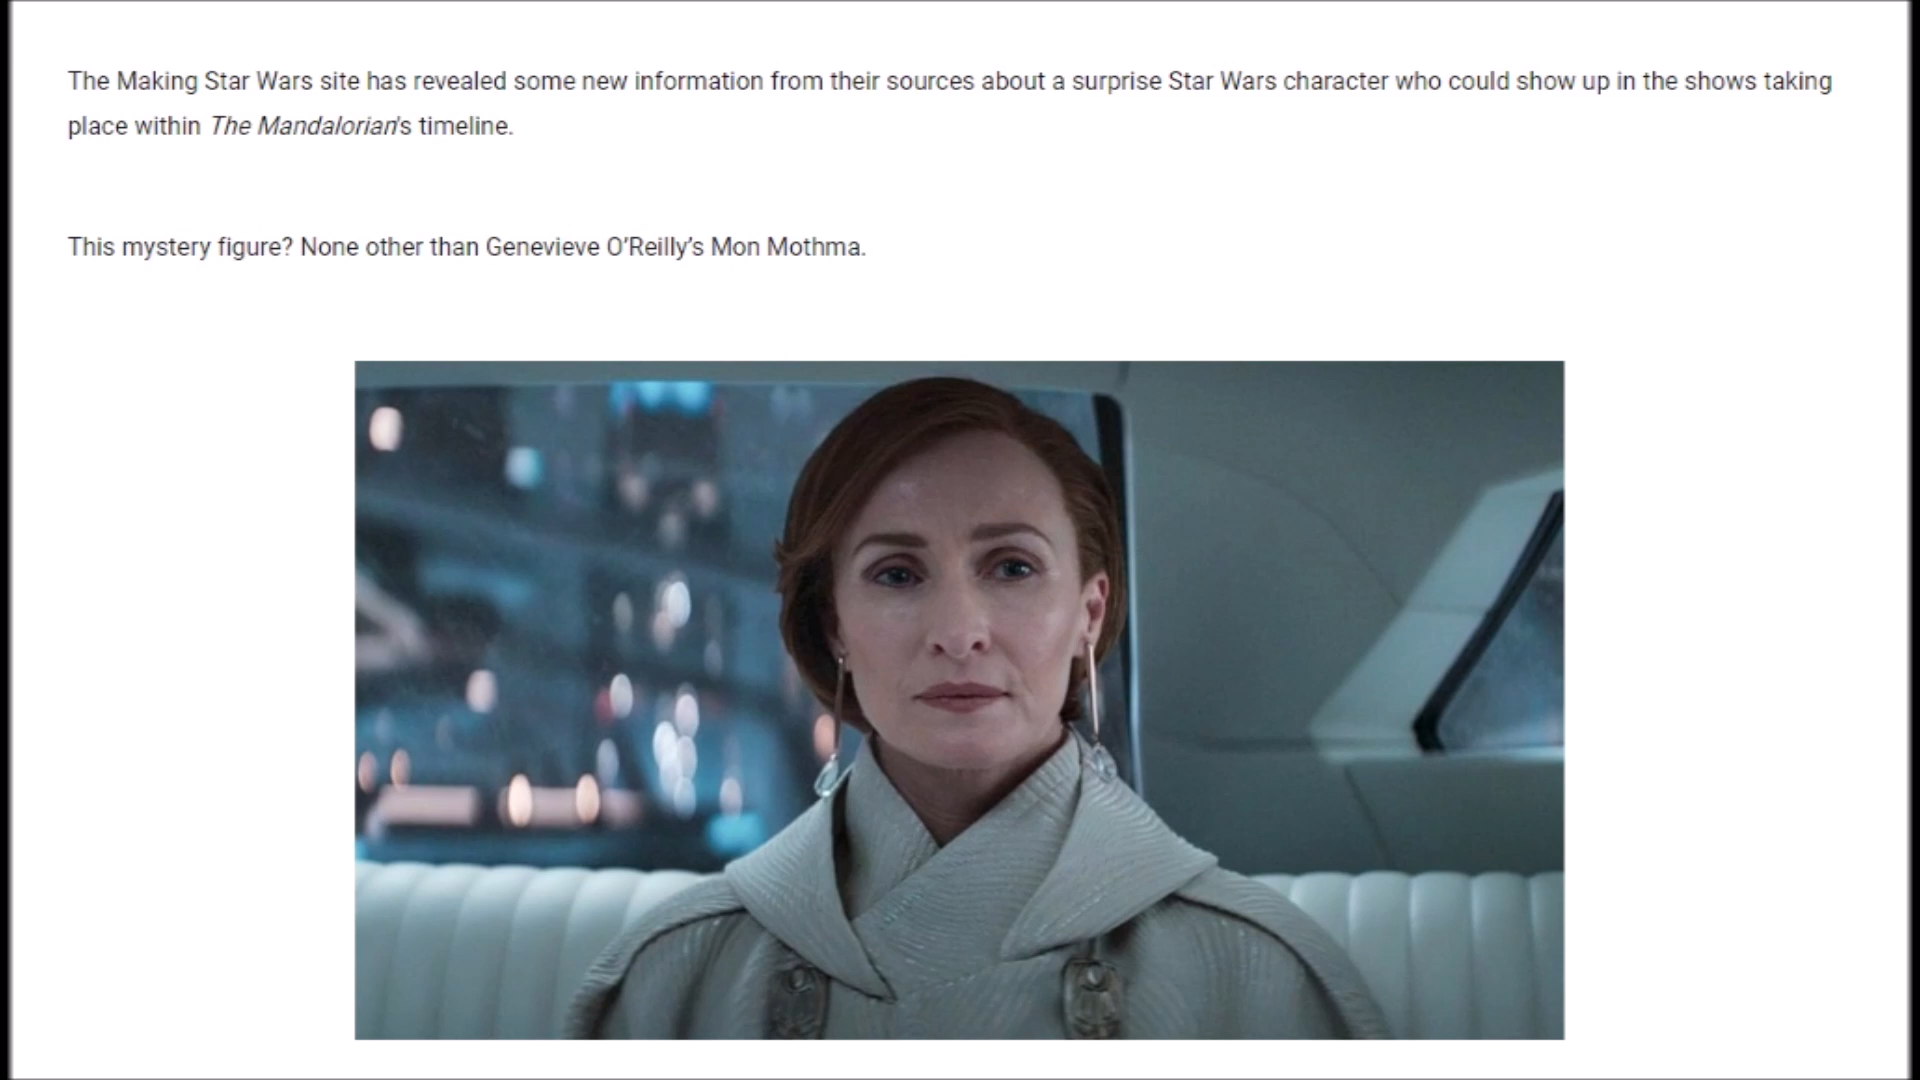 The Making Star Wars site has revealed some new information from their sources about a surprise Star Wars character who could show up in the shows taking
place within The Mandalorian's timeline.
This mystery figure? None other than Genevieve O’Reilly’s Mon Mothma.